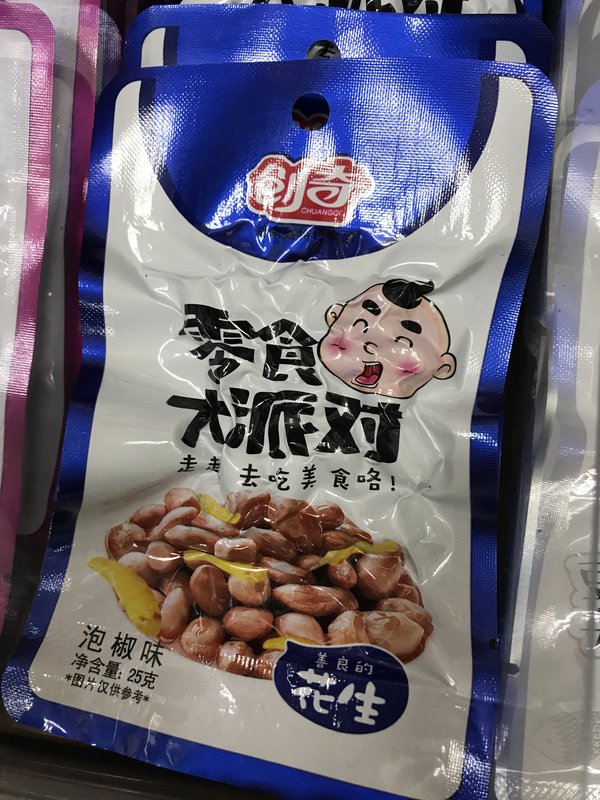 创奇
CHUANGQI
零食
大派对
走走 去吃美食咯!
泡椒味
净含量: 25克
*图片仅供参考*
善良的
花生